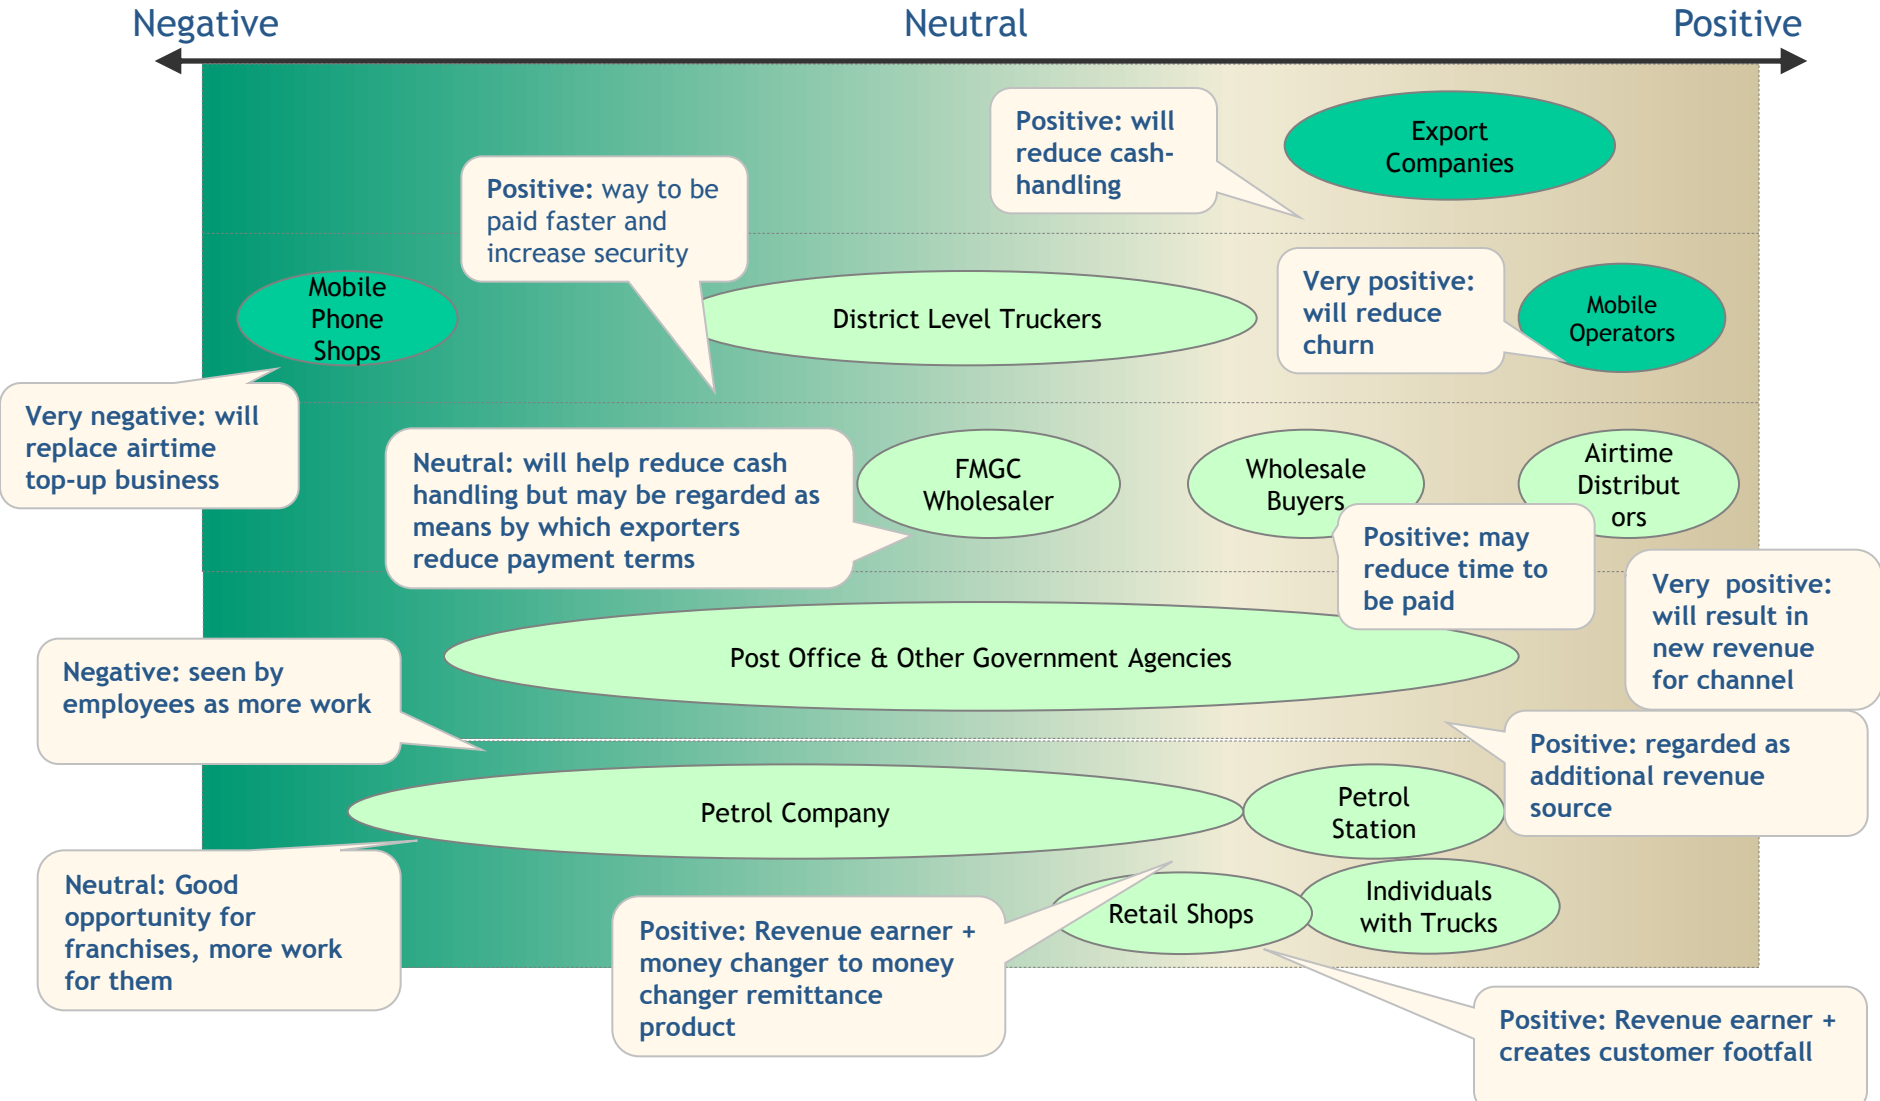 Negative
Neutral
Positive
Positive: will
reduce cash-
handling
Export
Companies
Positive: way to be
paid faster and
increase security
Mobile
Phone
Shops
District Level Truckers
Very positive:
will reduce
churn
Mobile
Operators
Very negative: will
replace airtime
top-up business
Neutral: will help reduce cash
handling but may be regarded as
means by which exporters
reduce payment terms
FMGC
Wholesaler
Wholesale
Buyers
Airtime
Distribut
ors
Positive: may
reduce time to
be paid
Very positive:
will result in
new revenue
for channel
Negative: seen by
employees as more work
Post Office & Other Government Agencies
Positive: regarded as
additional revenue
source
Petrol Company
Petrol
Station
Neutral: Good
opportunity for
franchises, more work
for them
Positive: Revenue earner +
money changer to money
changer remittance
product
Retail Shops
Individuals
with Trucks
Positive: Revenue earner +
creates customer footfall